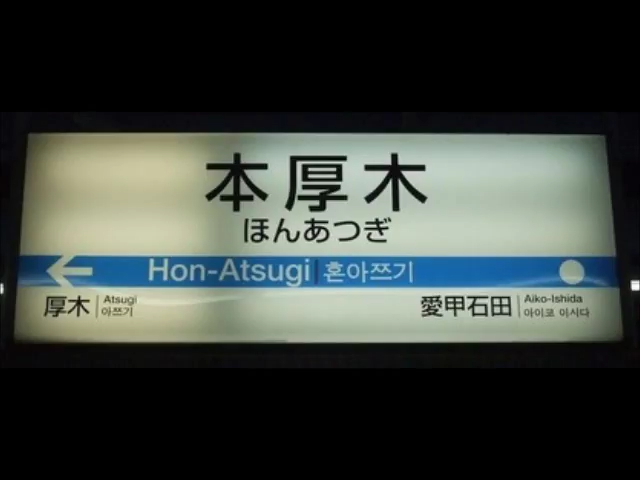 本厚木
ほんあつぎ
Hon-Atsugi 혼아쯔기
厚木 Atsugi 아쯔기
愛甲石田 Aiko-Ishida 아이코 이시다